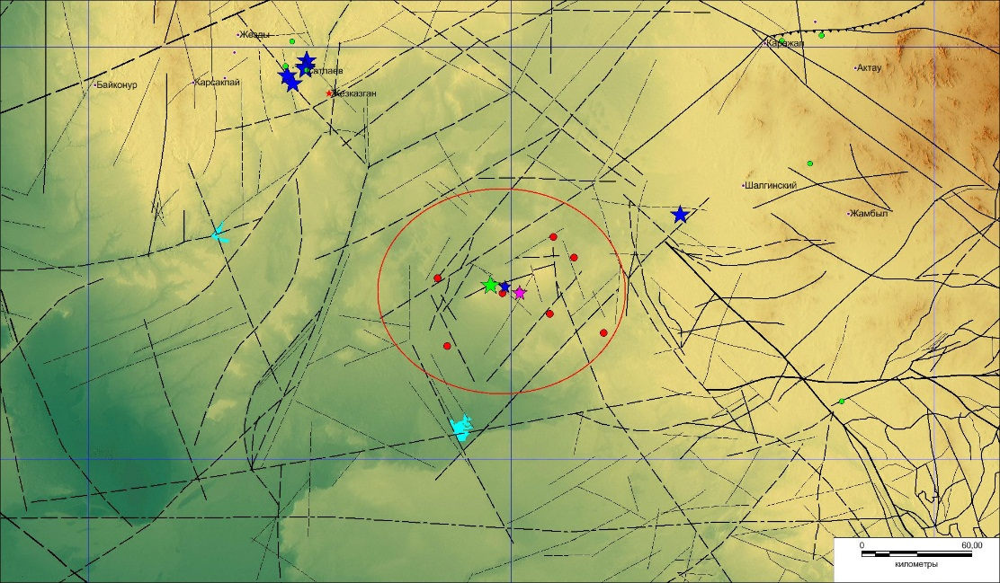 Жезды
Каражал
Актау
Сатпаев
Байконур
Карсакпай
Жезказган
Шалгинский
Жамбыл
0 60,00
километры